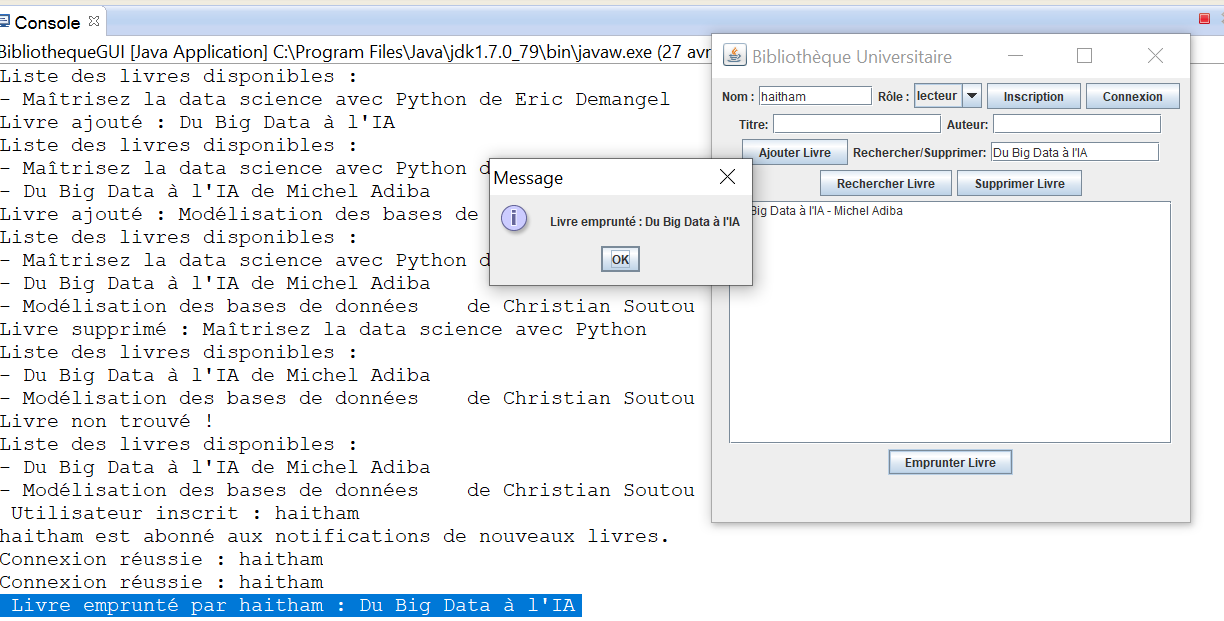 Console
BibliothequeGUI [Java Application] C:\Program Files\Java\jdk1.7.0_79\bin\javaw.exe (27 avr
Liste des livres disponibles :
- Maîtrisez la data science avec Python de Eric Demangel
Livre ajouté : Du Big Data à l'IA
Liste des livres disponibles :
- Maîtrisez la data science avec Python d
- Du Big Data à l'IA de Michel Adiba
Livre ajouté : Modélisation des bases de
Liste des livres disponibles :
- Maîtrisez la data science avec Python d
- Du Big Data à l'IA de Michel Adiba
- Modélisation des bases de données    de Christian Soutou
Livre supprimé : Maîtrisez la data science avec Python
Liste des livres disponibles :
- Du Big Data à l'IA de Michel Adiba
- Modélisation des bases de données    de Christian Soutou
Livre non trouvé !
Liste des livres disponibles :
- Du Big Data à l'IA de Michel Adiba
- Modélisation des bases de données    de Christian Soutou
Utilisateur inscrit : haitham
haitham est abonné aux notifications de nouveaux livres.
Connexion réussie : haitham
Connexion réussie : haitham
Livre emprunté par haitham : Du Big Data à l'IA
Message
Livre emprunté : Du Big Data à l'IA
OK
Bibliothèque Universitaire
Nom : haitham Rôle : lecteur Inscription Connexion
Titre: Auteur:
Ajouter Livre Rechercher/Supprimer: Du Big Data à l'IA
Rechercher Livre Supprimer Livre
Big Data à l'IA - Michel Adiba
Emprunter Livre